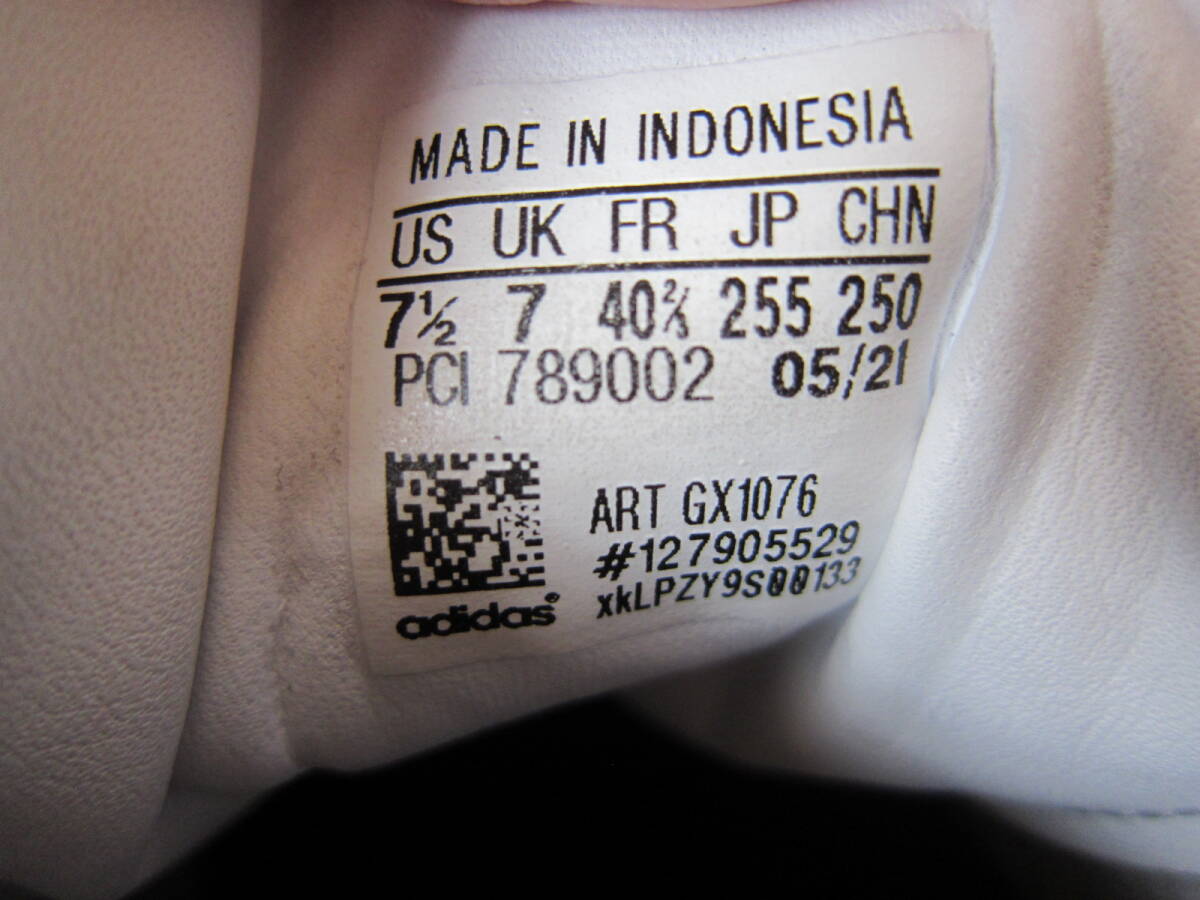 MADE IN INDONESIA
US UK FR JP CHN
7½ 7 40⅔ 255 250
PCI 789002 05/21
ART GX1076
#127905529
xkLPZY9S00133
adidas®